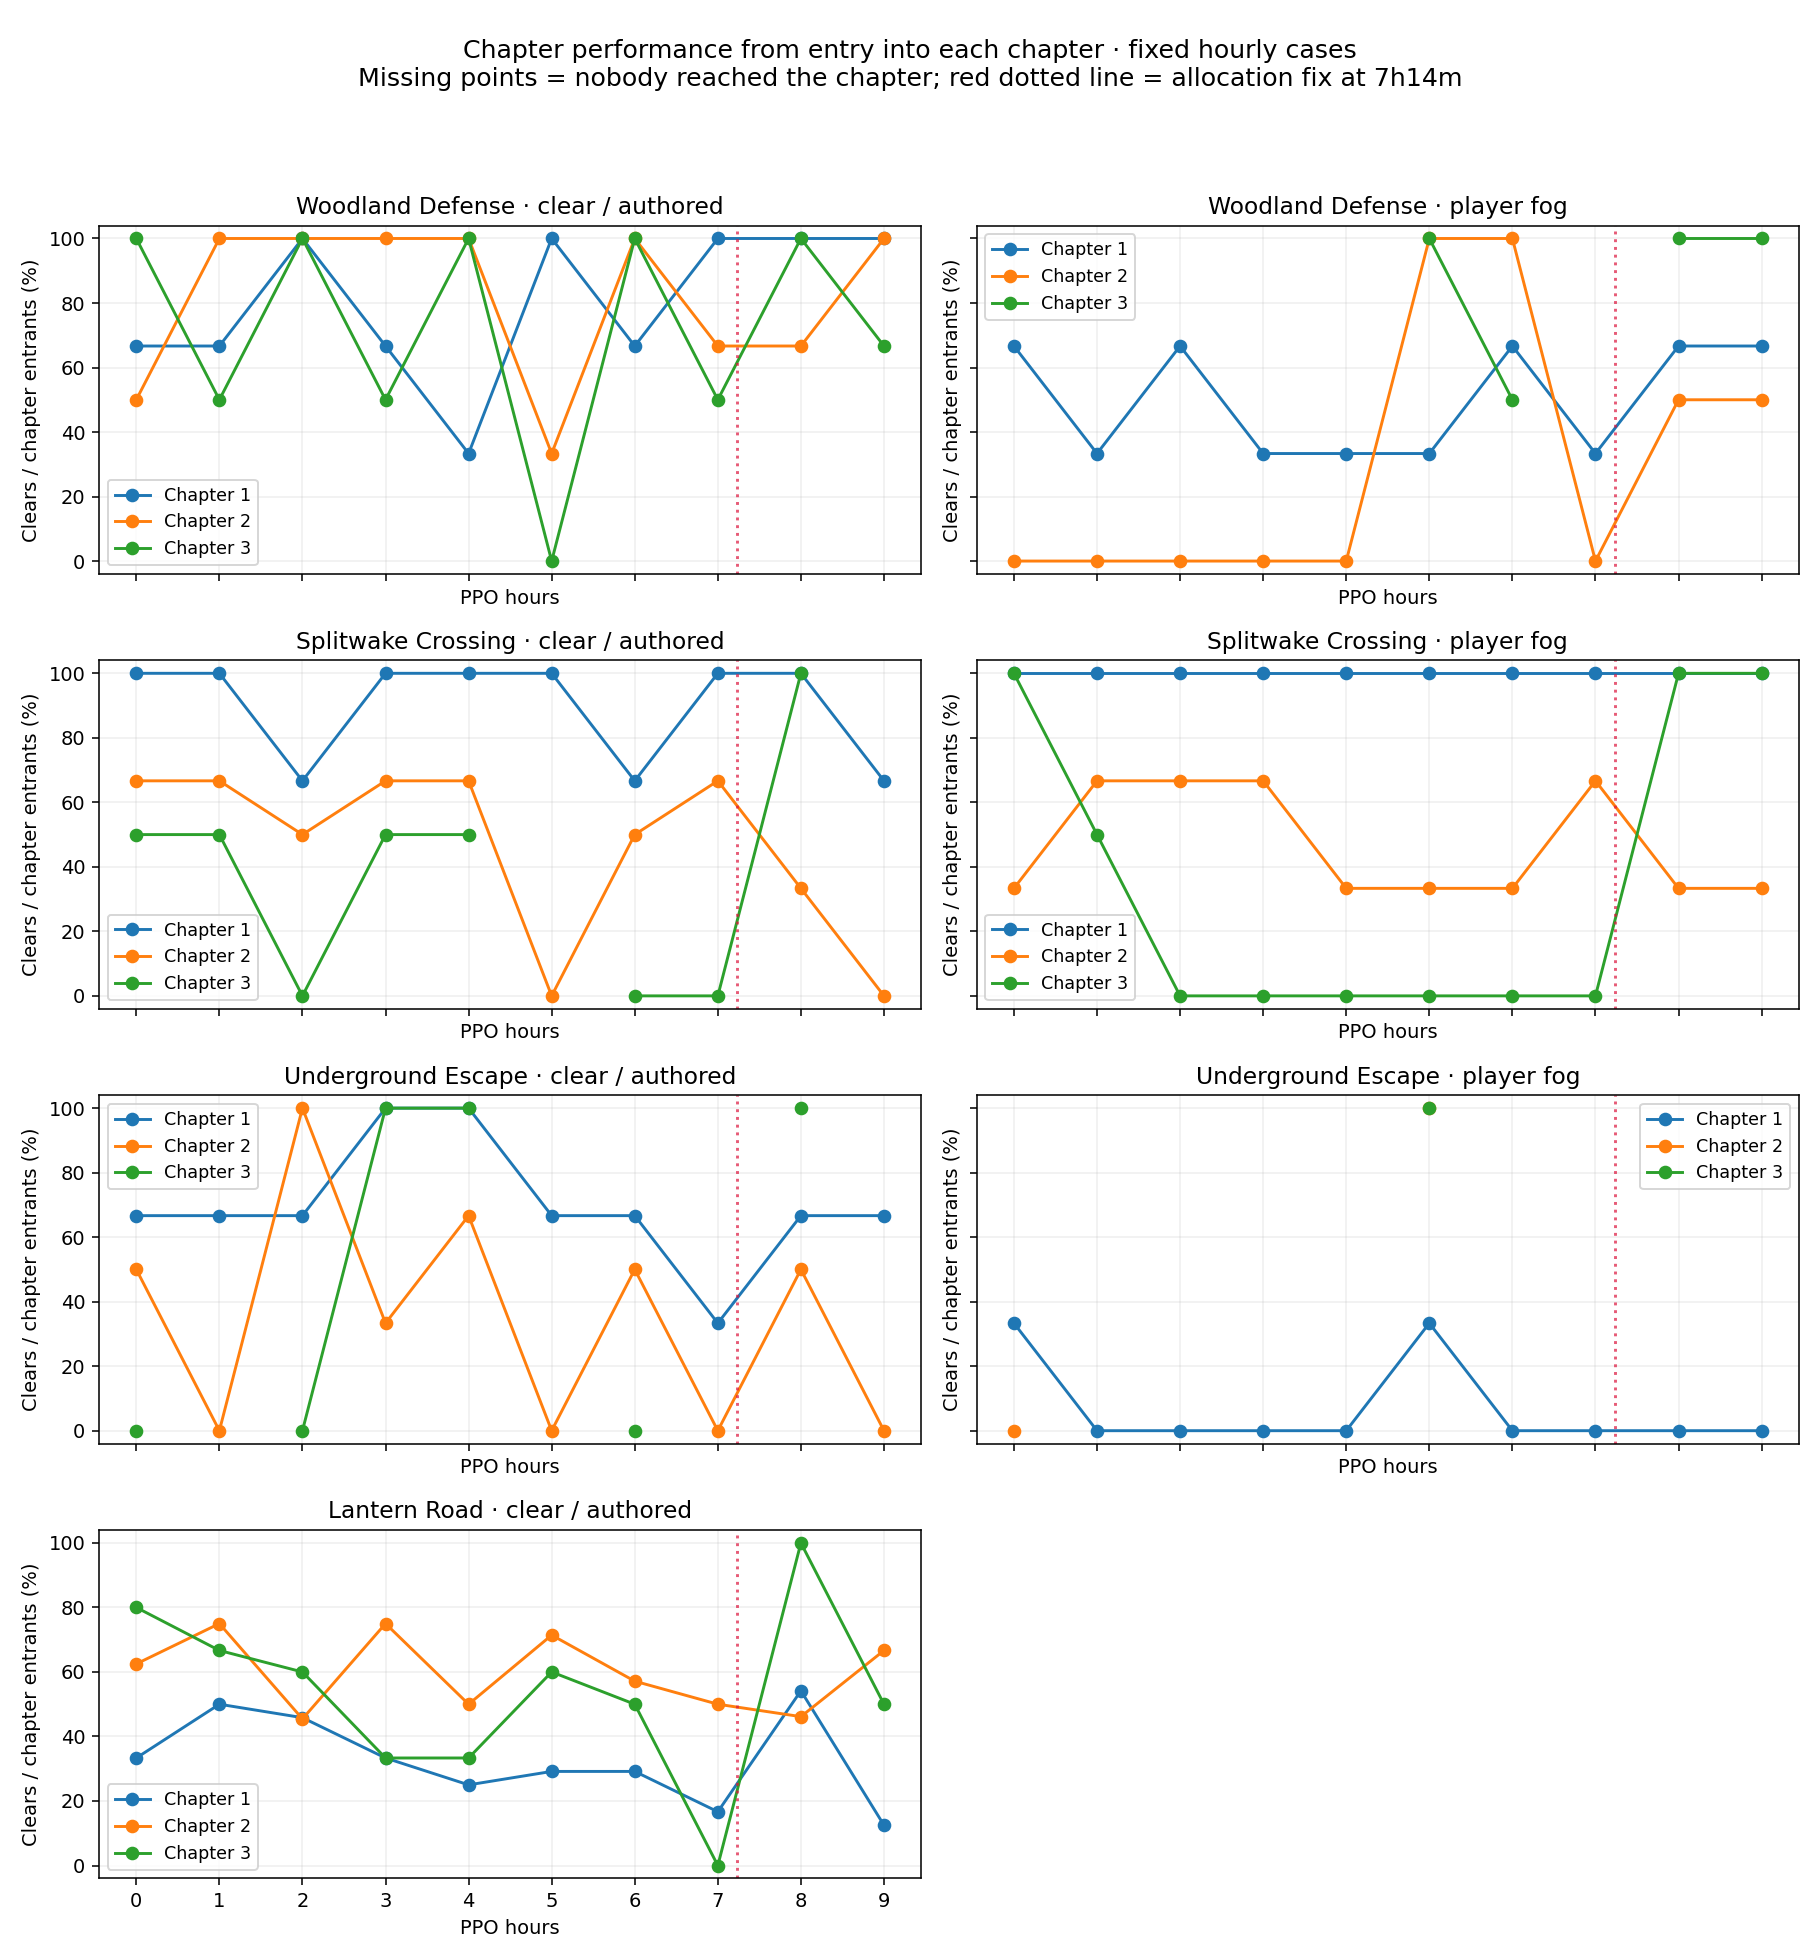 Chapter performance from entry into each chapter · fixed hourly cases
Missing points = nobody reached the chapter; red dotted line = allocation fix at 7h14m
Woodland Defense · clear / authored
Clears / chapter entrants (%)
100
80
60
40
20
0
Chapter 1
Chapter 2
Chapter 3
PPO hours
Woodland Defense · player fog
Clears / chapter entrants (%)
Chapter 1
Chapter 2
Chapter 3
PPO hours
Splitwake Crossing · clear / authored
Clears / chapter entrants (%)
100
80
60
40
20
0
Chapter 1
Chapter 2
Chapter 3
PPO hours
Splitwake Crossing · player fog
Clears / chapter entrants (%)
Chapter 1
Chapter 2
Chapter 3
PPO hours
Underground Escape · clear / authored
Clears / chapter entrants (%)
100
80
60
40
20
0
Chapter 1
Chapter 2
Chapter 3
PPO hours
Underground Escape · player fog
Clears / chapter entrants (%)
Chapter 1
Chapter 2
Chapter 3
PPO hours
Lantern Road · clear / authored
Clears / chapter entrants (%)
100
80
60
40
20
0
Chapter 1
Chapter 2
Chapter 3
0 1 2 3 4 5 6 7 8 9
PPO hours